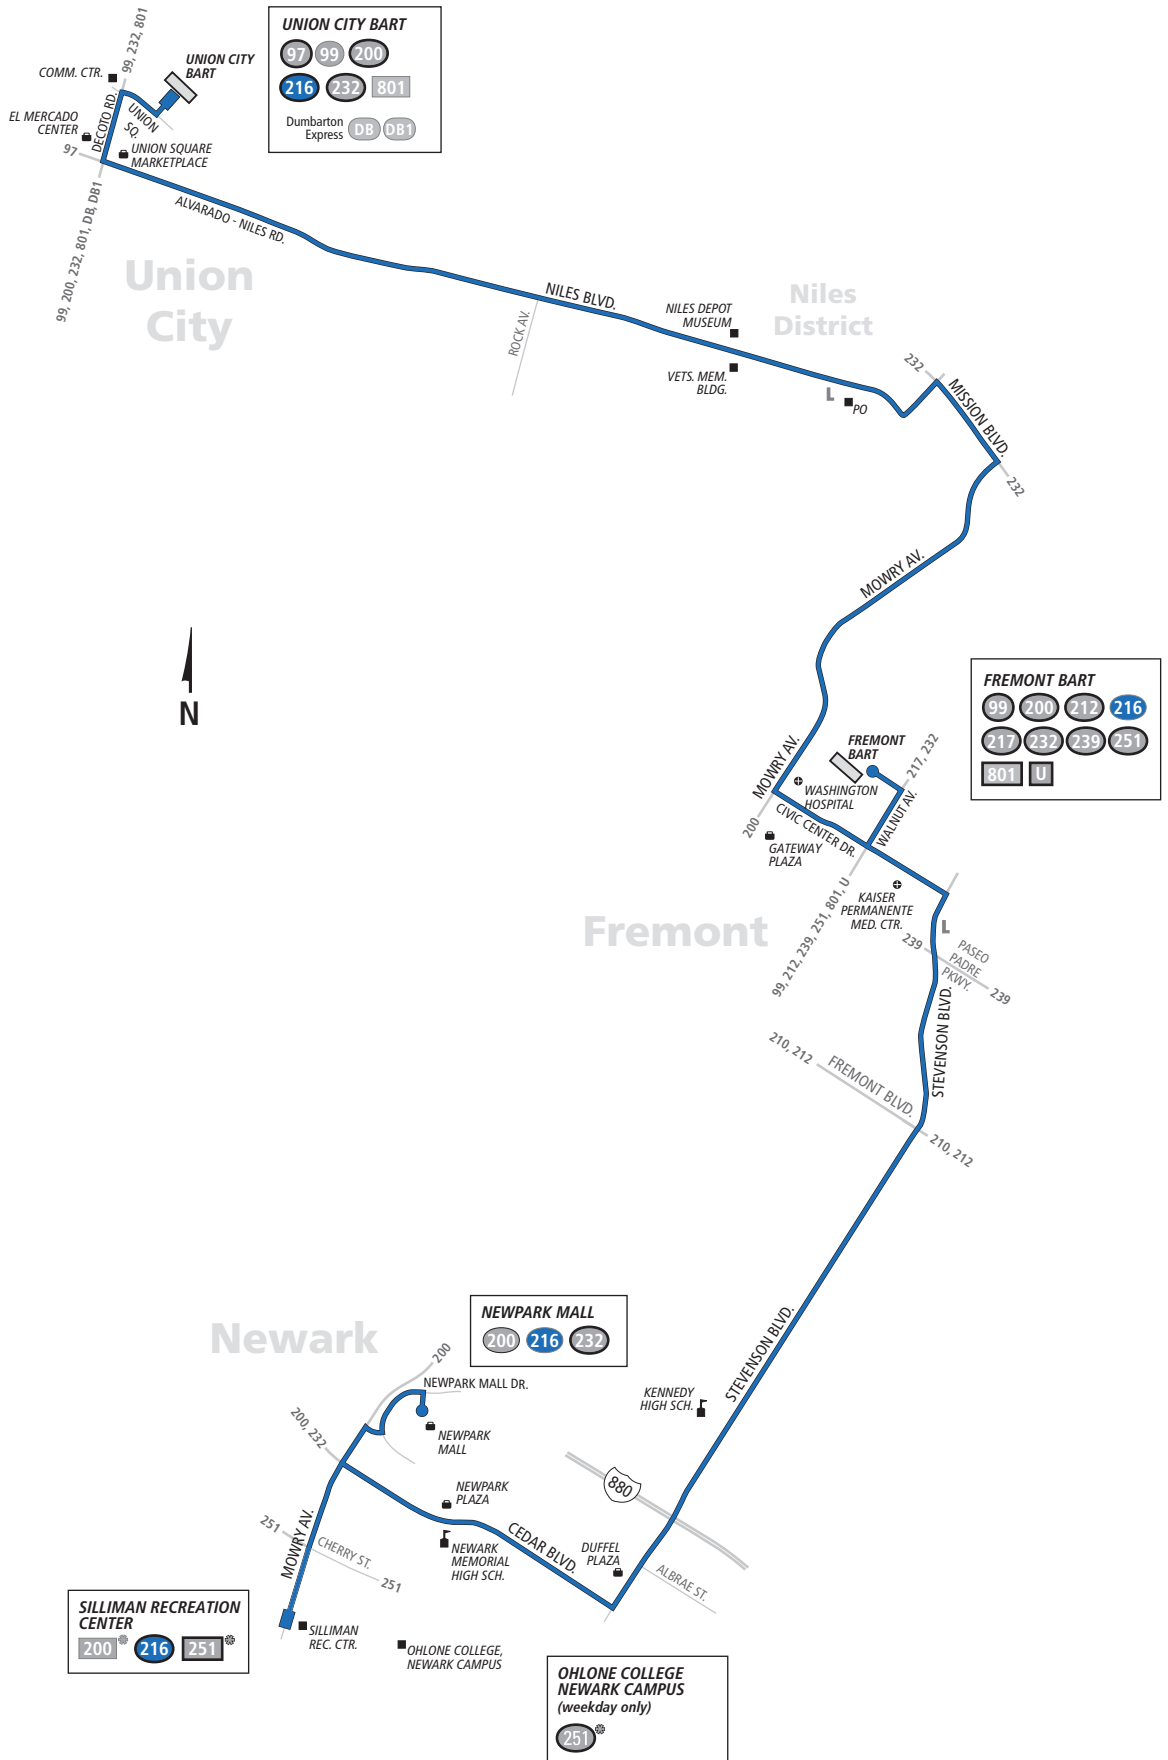 99, 232, 801
UNION CITY
BART
COMM. CTR.
EL MERCADO
CENTER
DECOTO RD.
UNION
SQ.
UNION SQUARE
MARKETPLACE
97
99, 200, 232, 801, DB, DB1
ALVARADO - NILES RD.
UNION CITY BART
97 99 200
216 232 801
Dumbarton
Express DB DB1
Union
City
NILES BLVD.
ROCK AV.
NILES DEPOT
MUSEUM
Niles
District
VETS. MEM.
BLDG.
L
PO
232
MISSION BLVD.
232
MOWRY AV.
N
FREMONT BART
99 200 212 216
217 232 239 251
801 U
MOWRY AV.
FREMONT
BART
217, 232
WASHINGTON
HOSPITAL
WALNUT AV.
200
CIVIC CENTER DR.
GATEWAY
PLAZA
99, 212, 239, 251, 801, U
KAISER
PERMANENTE
MED. CTR.
Fremont
L
239
PASEO
PADRE
PKWY.
239
STEVENSON BLVD.
210, 212
FREMONT BLVD.
210, 212
NEWPARK MALL
200 216 232
Newark
STEVENSON BLVD.
200
NEWPARK MALL DR.
KENNEDY
HIGH SCH.
200, 232
NEWPARK
MALL
880
NEWPARK
PLAZA
251
MOWRY AV.
CHERRY ST.
251
NEWARK
MEMORIAL
HIGH SCH.
CEDAR BLVD.
DUFFEL
PLAZA
ALBRAE ST.
SILLIMAN RECREATION
CENTER
200 216 251
SILLIMAN
REC. CTR.
OHLONE COLLEGE,
NEWARK CAMPUS
OHLONE COLLEGE
NEWARK CAMPUS
(weekday only)
251